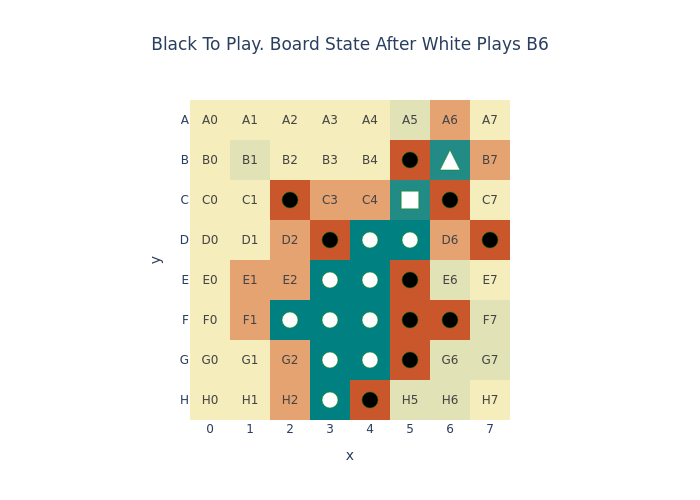 Black To Play. Board State After White Plays B6
A A0 A1 A2 A3 A4 A5 A6 A7
B B0 B1 B2 B3 B4 B7
C C0 C1 C3 C4 C7
D D0 D1 D2 D6
E E0 E1 E2 E6 E7
F F0 F1 F7
G G0 G1 G2 G6 G7
H H0 H1 H2 H5 H6 H7
0 1 2 3 4 5 6 7
x
y